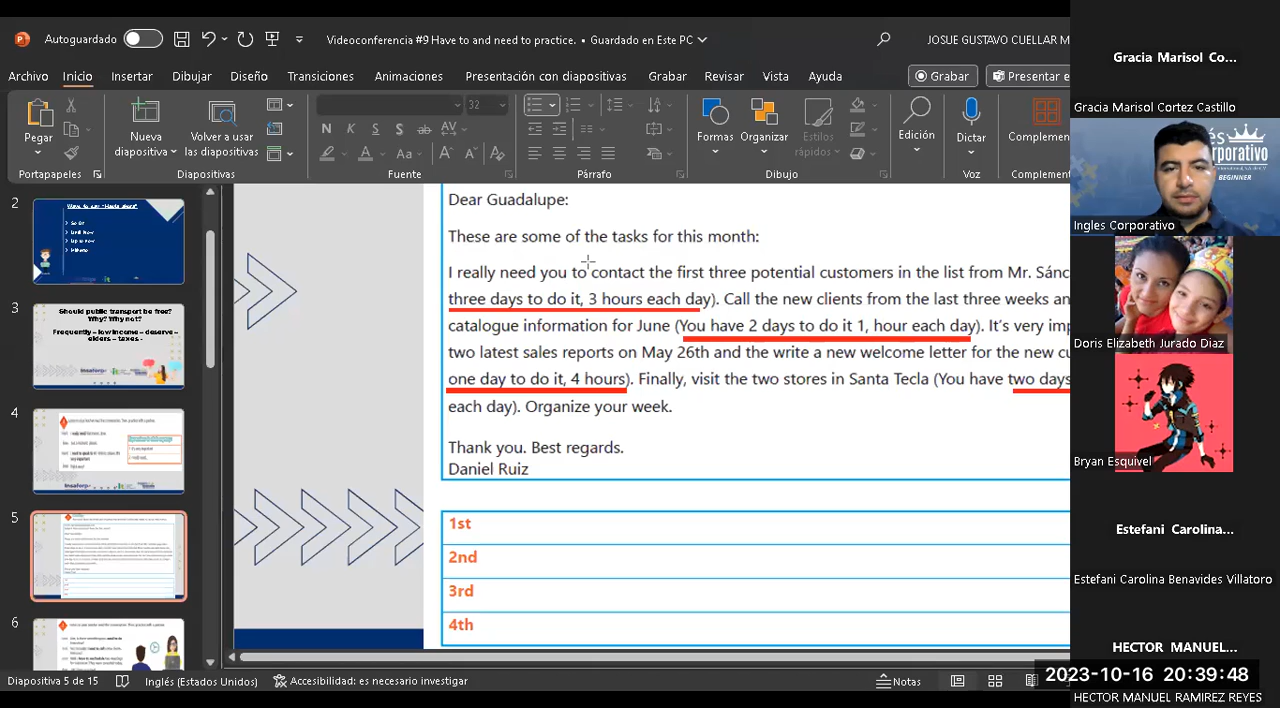 Autoguardado
Videoconferencia #9 Have to and need to practice. • Guardado en Este PC
JOSUE GUSTAVO CUELLAR M
Archivo Inicio Insertar Dibujar Diseño Transiciones Animaciones Presentación con diapositivas Grabar Revisar Vista Ayuda
Grabar
Presentar e
Pegar
Nueva diapositiva
Volver a usar las diapositivas
32
Formas
Organizar
Estilos rápidos
Edición
Dictar
Complemen
Portapapeles
Diapositivas
Fuente
Párrafo
Dibujo
Voz
Complement
2
3
Should public transport be free?
Why? Why not?
Frequently – low income – deserve –
elders – taxes -
4
5
6
Dear Guadalupe:
These are some of the tasks for this month:
I really need you to contact the first three potential customers in the list from Mr. Sánc
three days to do it, 3 hours each day). Call the new clients from the last three weeks an
catalogue information for June (You have 2 days to do it 1, hour each day). It's very imp
two latest sales reports on May 26th and the write a new welcome letter for the new cu
one day to do it, 4 hours). Finally, visit the two stores in Santa Tecla (You have two days
each day). Organize your week.
Thank you. Best regards.
Daniel Ruiz
1st
2nd
3rd
4th
Diapositiva 5 de 15
Inglés (Estados Unidos)
Accesibilidad: es necesario investigar
Notas
Gracia Marisol Co...
Gracia Marisol Cortez Castillo
és
orporativo
BEGINNER
Ingles Corporativo
Doris Elizabeth Jurado Diaz
Bryan Esquivel
Estefani Carolina...
Estefani Carolina Benavides Villatoro
HECTOR MANUEL...
2023-10-16 20:39:48
HECTOR MANUEL RAMIREZ REYES